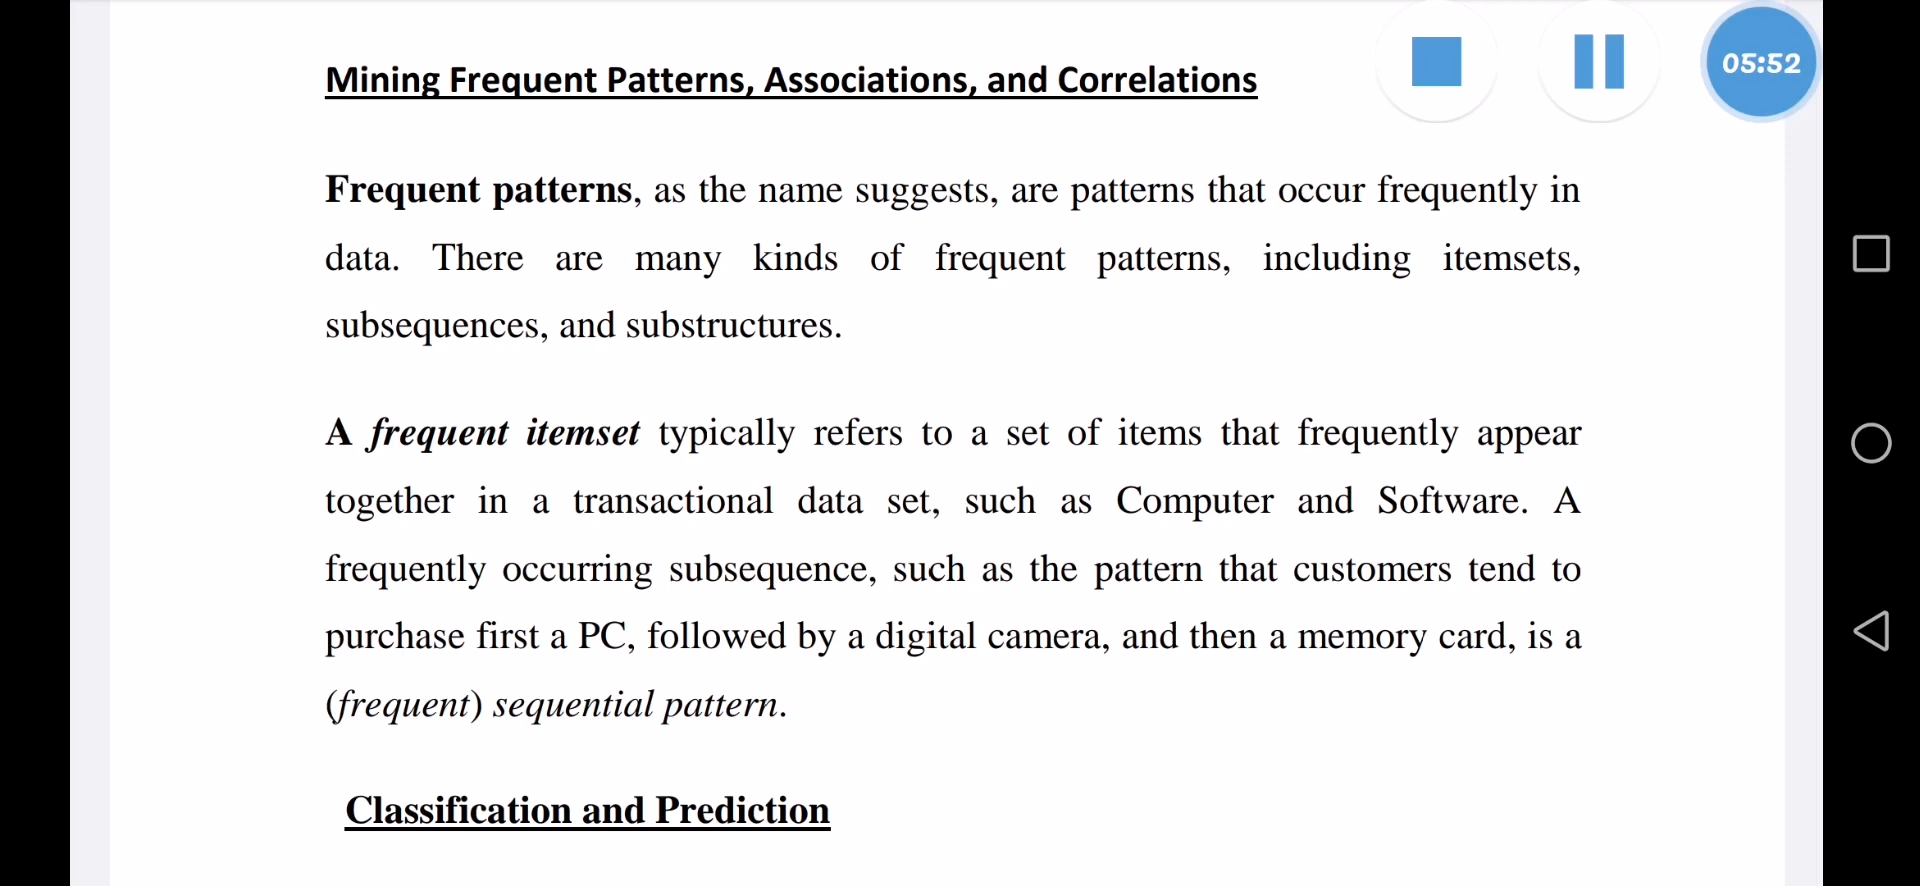 Mining Frequent Patterns, Associations, and Correlations
05:52
Frequent patterns, as the name suggests, are patterns that occur frequently in
data. There are many kinds of frequent patterns, including itemsets,
subsequences, and substructures.
A frequent itemset typically refers to a set of items that frequently appear
together in a transactional data set, such as Computer and Software. A
frequently occurring subsequence, such as the pattern that customers tend to
purchase first a PC, followed by a digital camera, and then a memory card, is a
(frequent) sequential pattern.
Classification and Prediction